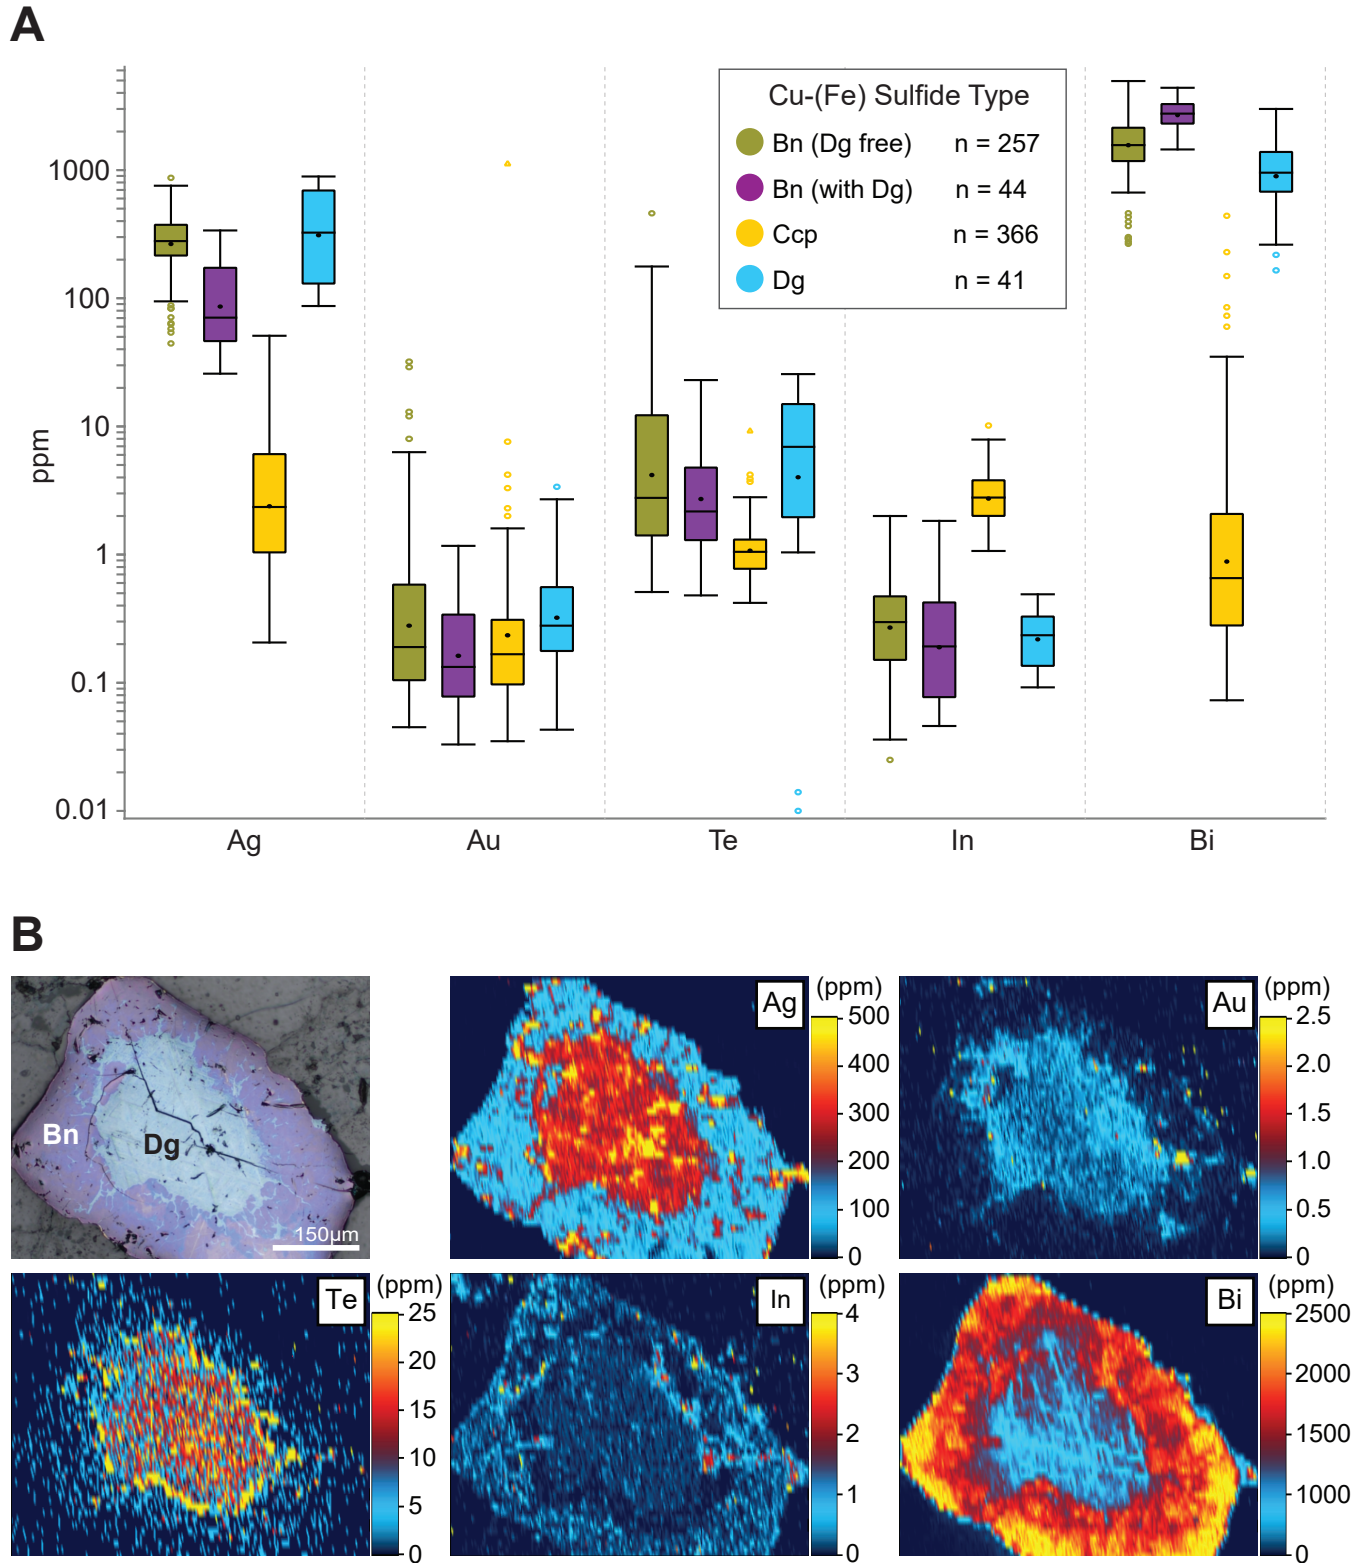 A
Cu-(Fe) Sulfide Type
Bn (Dg free) n = 257
Bn (with Dg) n = 44
Ccp n = 366
Dg n = 41
ppm
1000
100
10
1
0.1
0.01
Ag Au Te In Bi
B
Bn
Dg
150µm
Ag
(ppm)
500
400
300
200
100
0
Au
(ppm)
2.5
2.0
1.5
1.0
0.5
0
Te
(ppm)
25
20
15
10
5
0
In
(ppm)
4
3
2
1
0
Bi
(ppm)
2500
2000
1500
1000
0